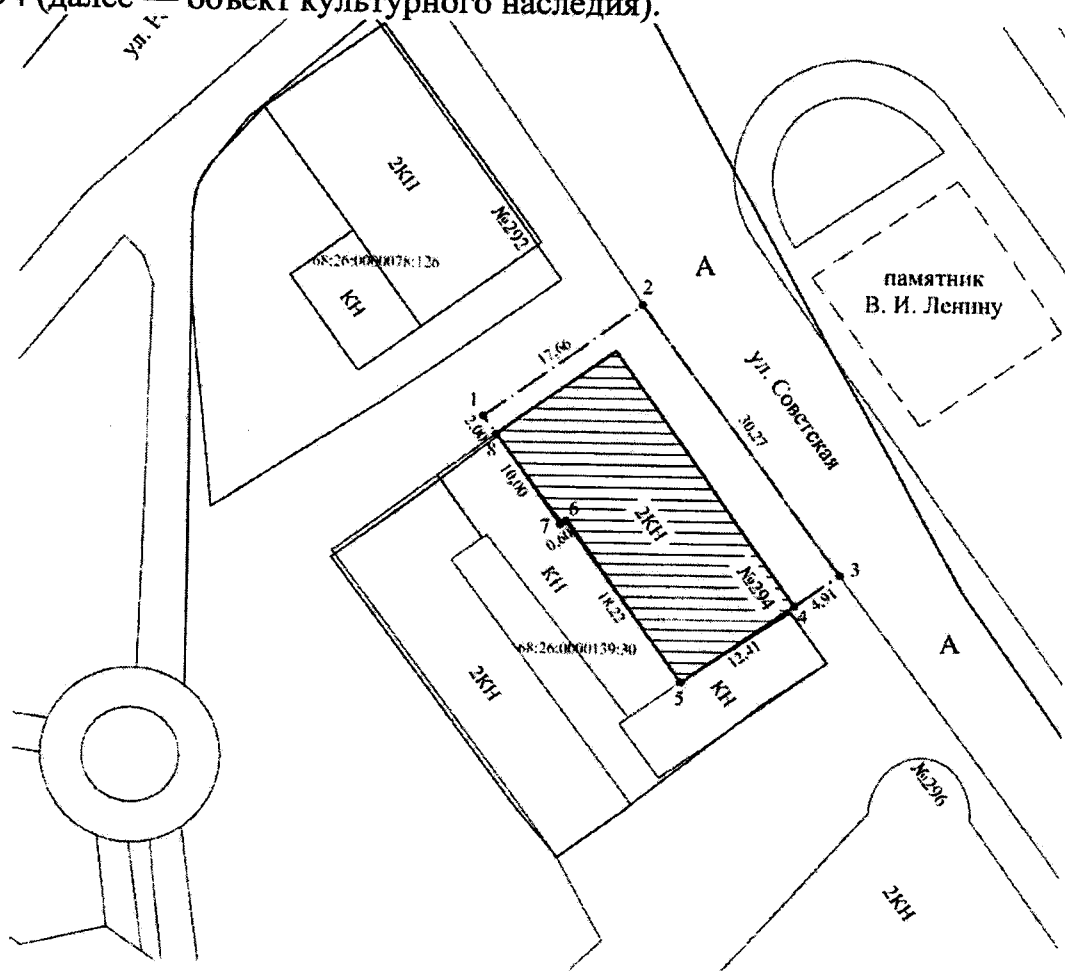 (далее — объект культурного наследия).
ул.
2КН
№292
68:26:0000078:126
КН
А
памятник
В. И. Ленину
2
17,66
ул. Советская
1
2,00
8
10,00
30,27
6
7
0,60
2КН
3
КН
№294
4,91
4
18,22
68:26:0000139:30
12,41
А
2КН
5
КН
№296
2КН